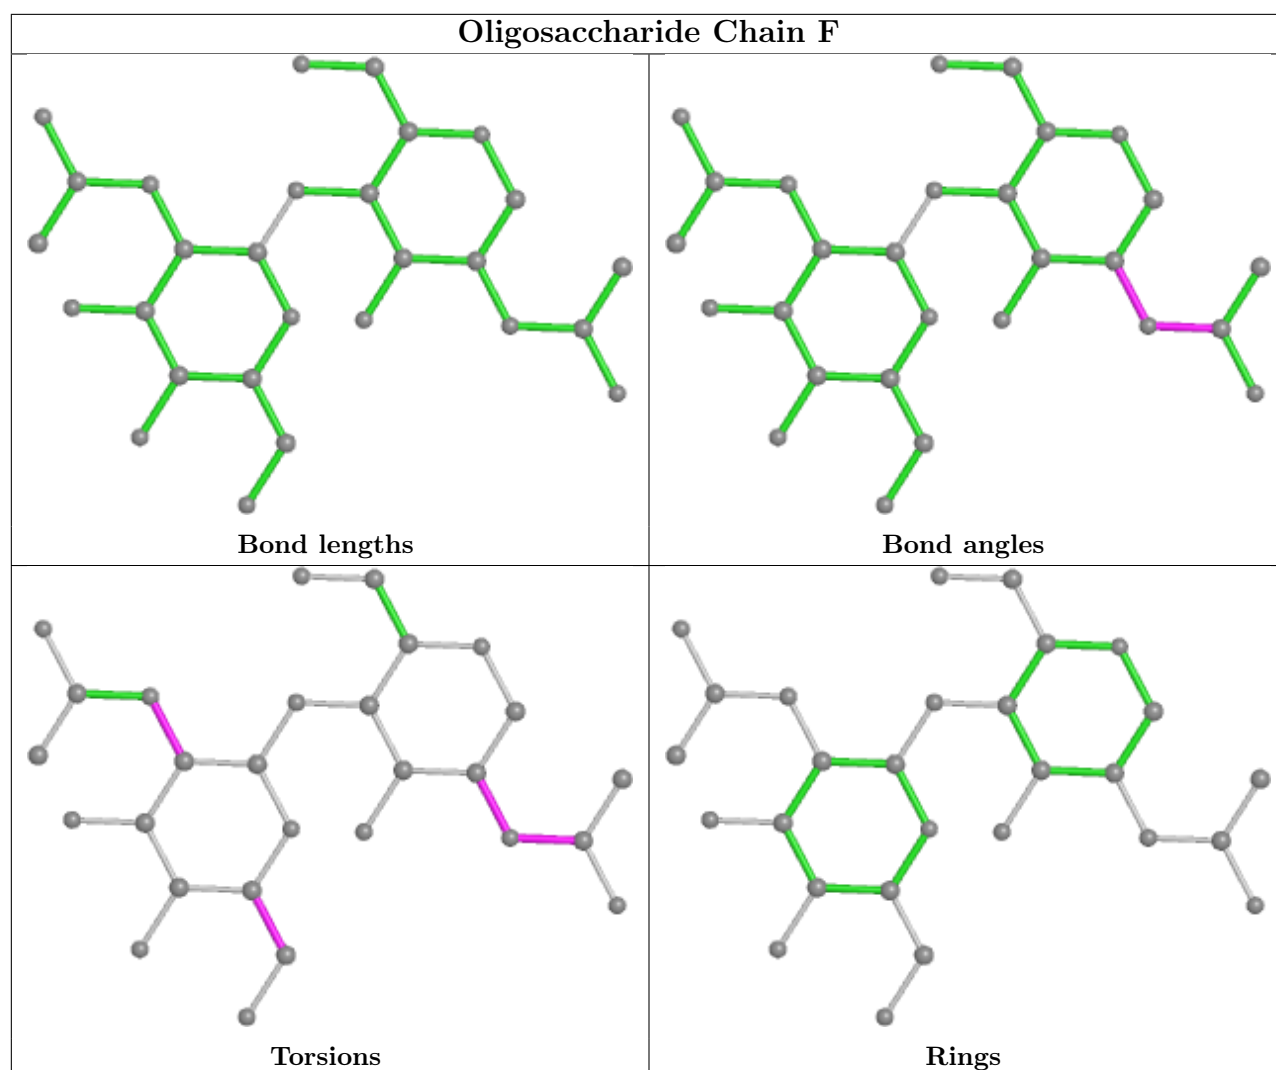 Oligosaccharide Chain F
Bond lengths
Bond angles
Torsions
Rings